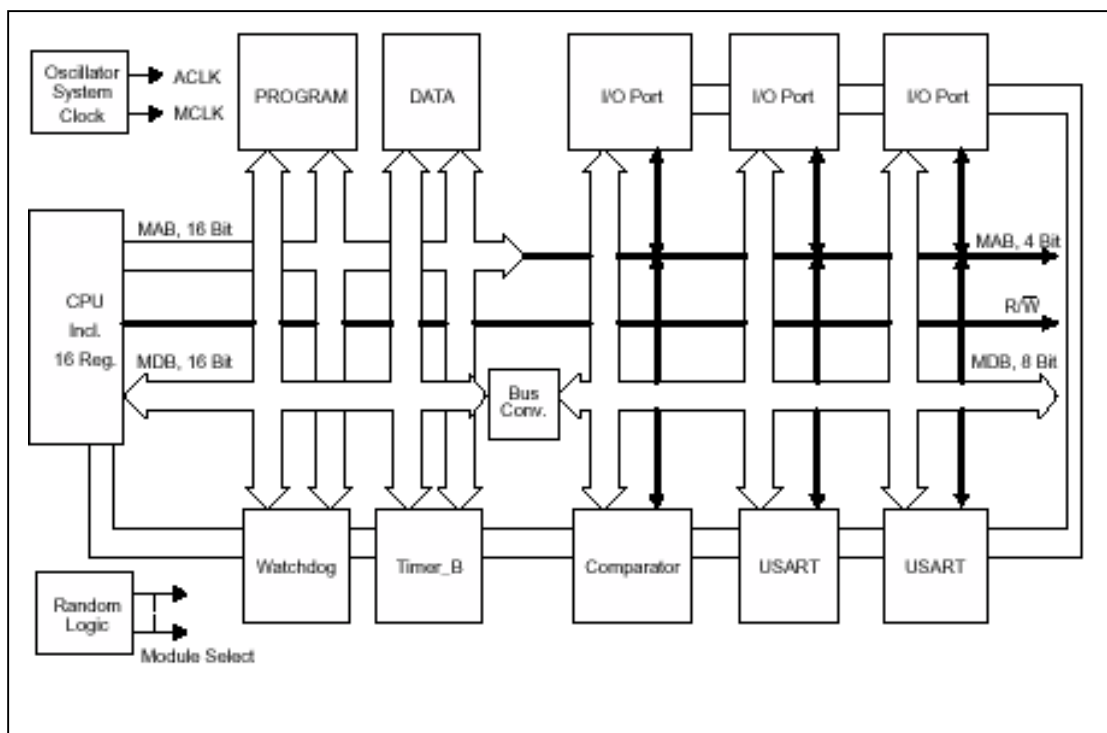 Oscillator
System
Clock
ACLK
MCLK
PROGRAM
DATA
I/O Port
I/O Port
I/O Port
MAB, 16 Bit
MAB, 4 Bit
CPU
Incl.
16 Reg.
R/W̅
MDB, 16 Bit
Bus
Conv.
MDB, 8 Bit
Watchdog
Timer_B
Comparator
USART
USART
Random
Logic
Module Select